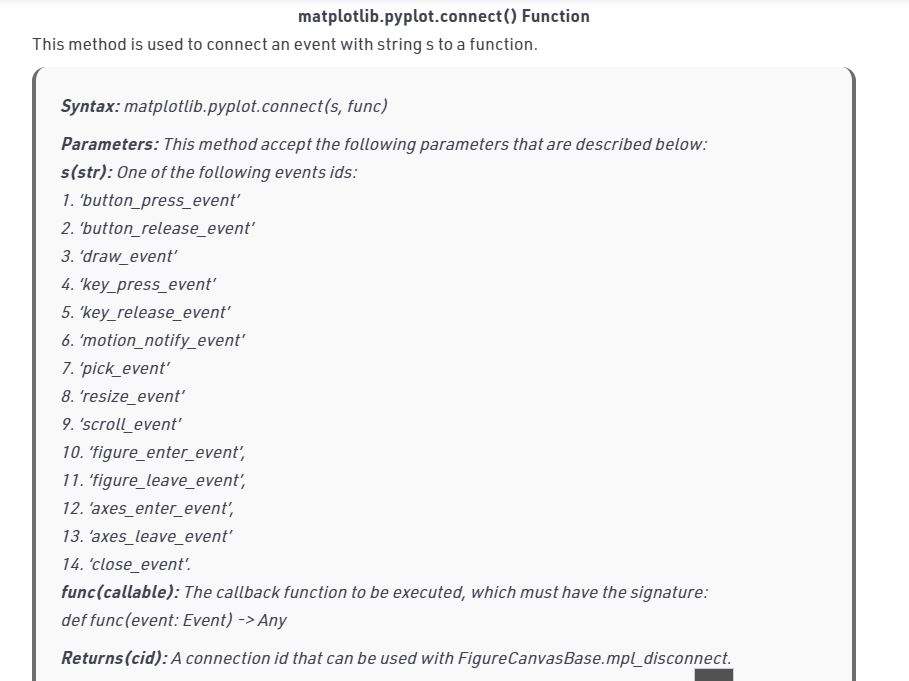 matplotlib.pyplot.connect() Function
This method is used to connect an event with string s to a function.
Syntax: matplotlib.pyplot.connect(s, func)
Parameters: This method accept the following parameters that are described below:
s(str): One of the following events ids:
1. ‘button_press_event’
2. ‘button_release_event’
3. ‘draw_event’
4. ‘key_press_event’
5. ‘key_release_event’
6. ‘motion_notify_event’
7. ‘pick_event’
8. ‘resize_event’
9. ‘scroll_event’
10. ‘figure_enter_event’,
11. ‘figure_leave_event’,
12. ‘axes_enter_event’,
13. ‘axes_leave_event’
14. ‘close_event’.
func(callable): The callback function to be executed, which must have the signature:
def func(event: Event) -> Any
Returns(cid): A connection id that can be used with FigureCanvasBase.mpl_disconnect.